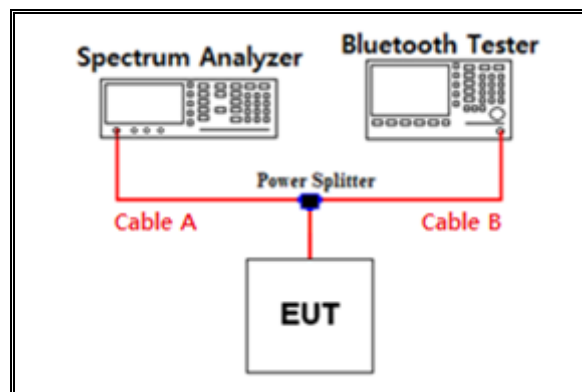 Spectrum Analyzer
Bluetooth Tester
Power Splitter
Cable A
Cable B
EUT